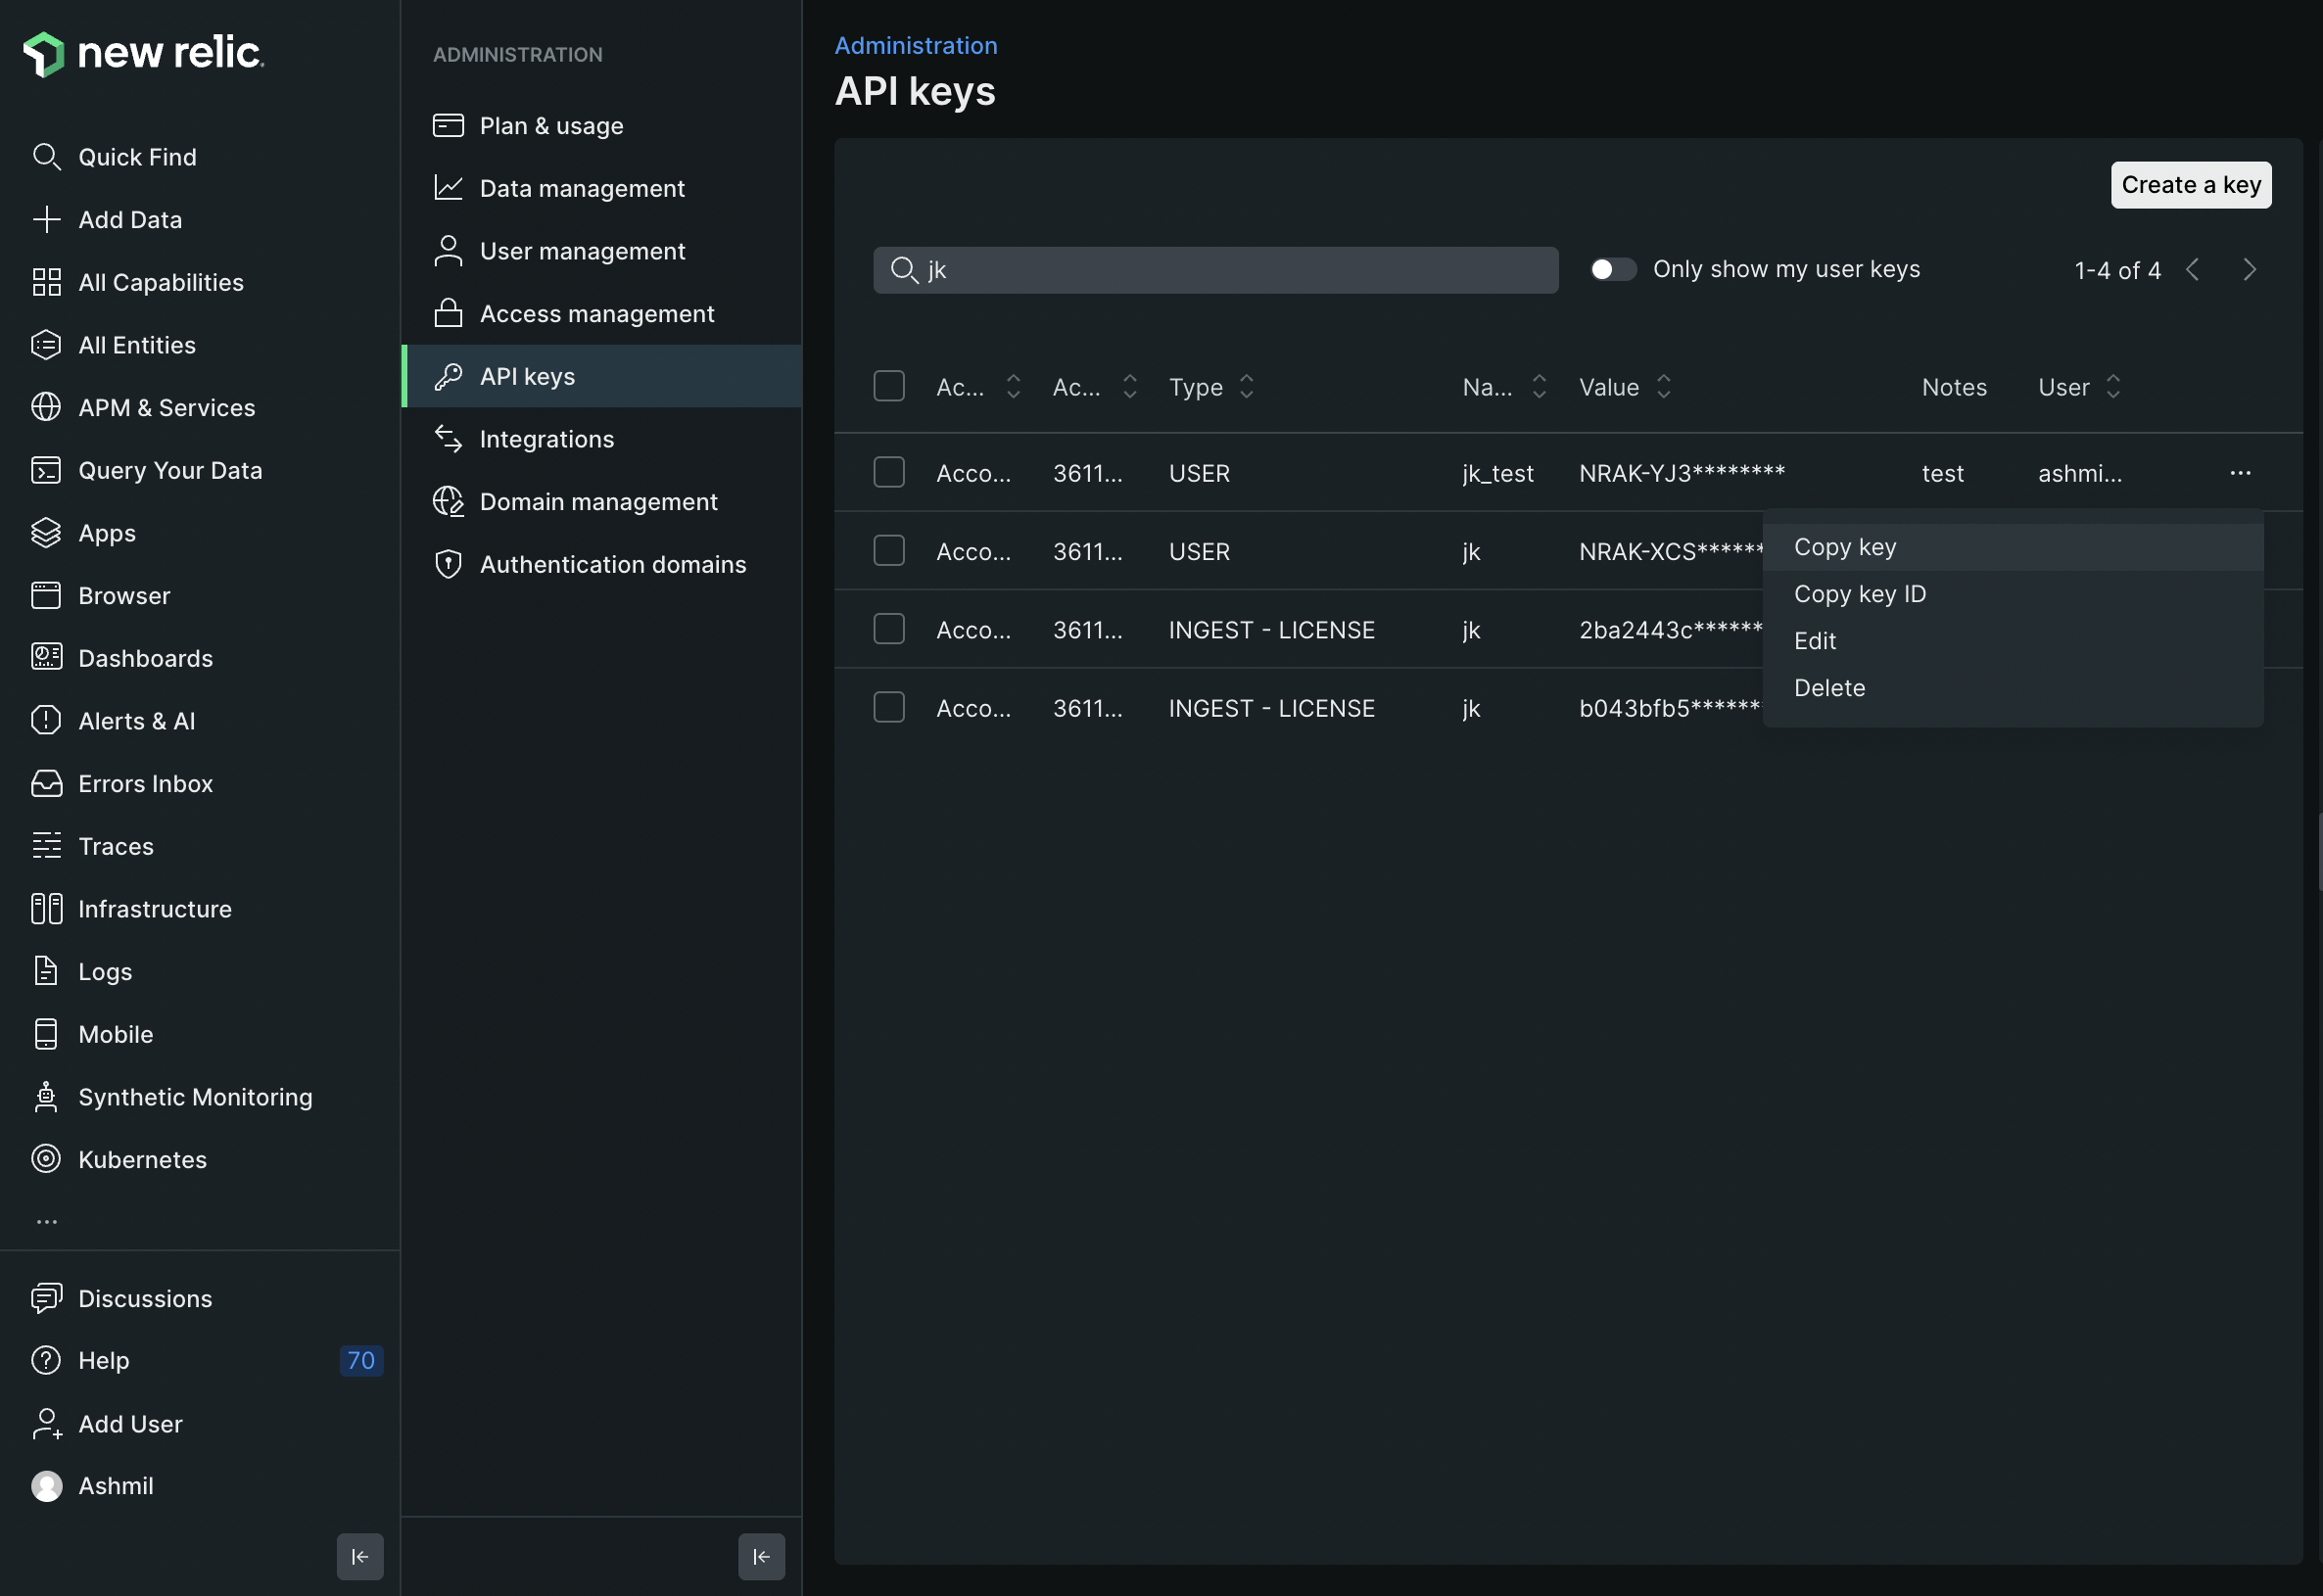 new relic.
Quick Find
Add Data
All Capabilities
All Entities
APM & Services
Query Your Data
Apps
Browser
Dashboards
Alerts & AI
Errors Inbox
Traces
Infrastructure
Logs
Mobile
Synthetic Monitoring
Kubernetes
...
Discussions
Help 70
Add User
Ashmil
ADMINISTRATION
Plan & usage
Data management
User management
Access management
API keys
Integrations
Domain management
Authentication domains
Administration
API keys
Create a key
jk Only show my user keys 1-4 of 4
Ac... Ac... Type Na... Value Notes User
Acco... 3611... USER jk_test NRAK-YJ3******** test ashmi... ...
Acco... 3611... USER jk NRAK-XCS******
Acco... 3611... INGEST - LICENSE jk 2ba2443c******
Acco... 3611... INGEST - LICENSE jk b043bfb5******
Copy key
Copy key ID
Edit
Delete